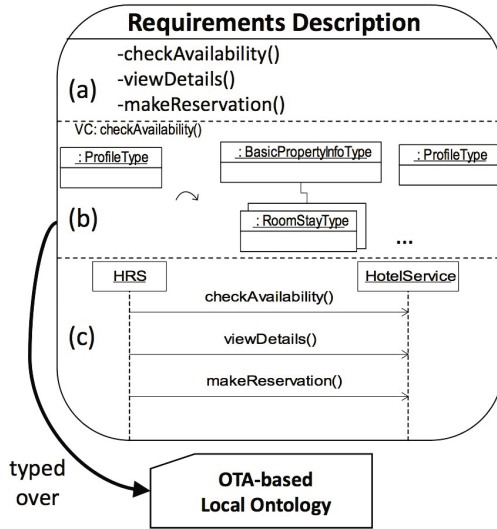 Requirements Description
(a)
-checkAvailability()
-viewDetails()
-makeReservation()
VC: checkAvailability()
: ProfileType
: BasicPropertyInfoType
: ProfileType
(b)
: RoomStayType
...
HRS
HotelService
checkAvailability()
(c)
viewDetails()
makeReservation()
typed
over
OTA-based
Local Ontology